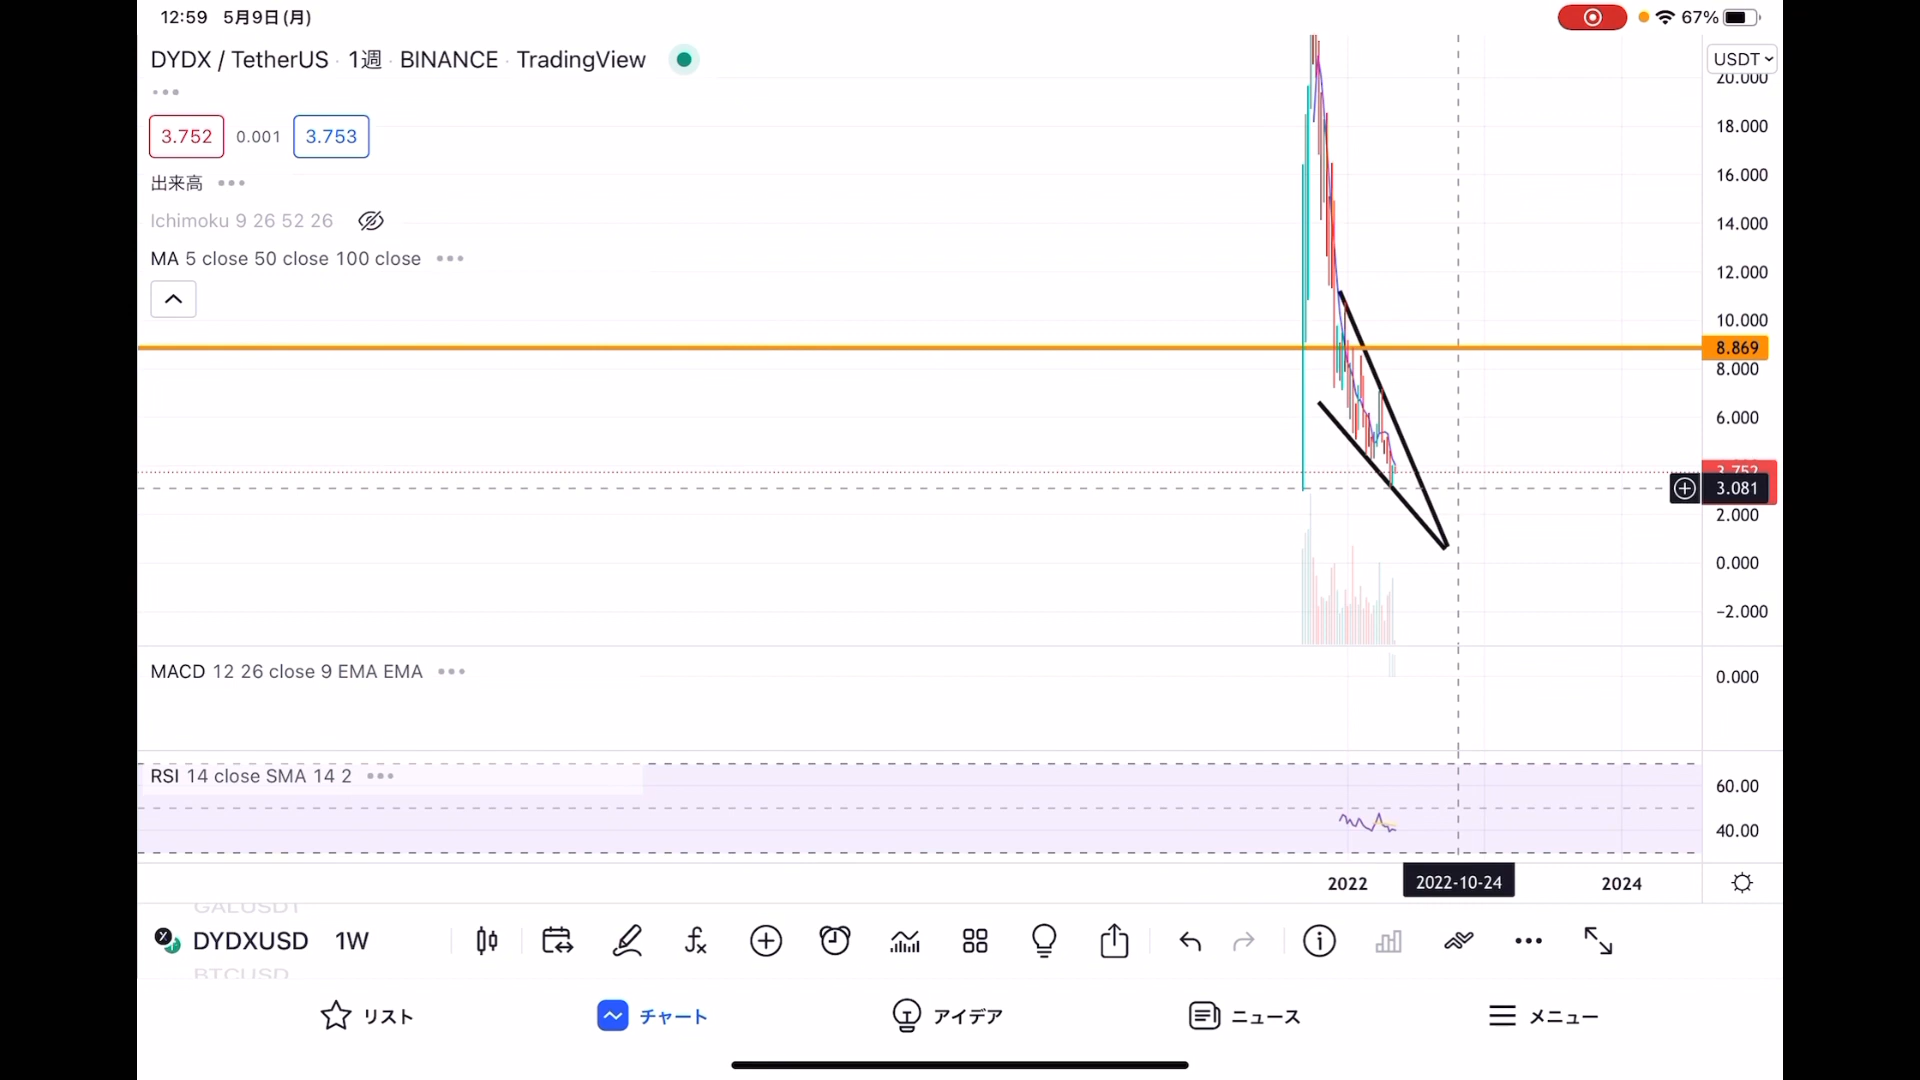 12:59 5月9日(月)
67%
DYDX / TetherUS · 1週 · BINANCE · TradingView
USDT
20.000
3.752 0.001 3.753
18.000
出来高
16.000
Ichimoku 9 26 52 26
14.000
MA 5 close 50 close 100 close
12.000
10.000
8.869
8.000
6.000
3.752
3.081
2.000
0.000
−2.000
MACD 12 26 close 9 EMA EMA
0.000
RSI 14 close SMA 14 2
60.00
40.00
2022 2022-10-24 2024
GALUSDT
DYDXUSD 1W
BTCUSD
リスト チャート アイデア ニュース メニュー